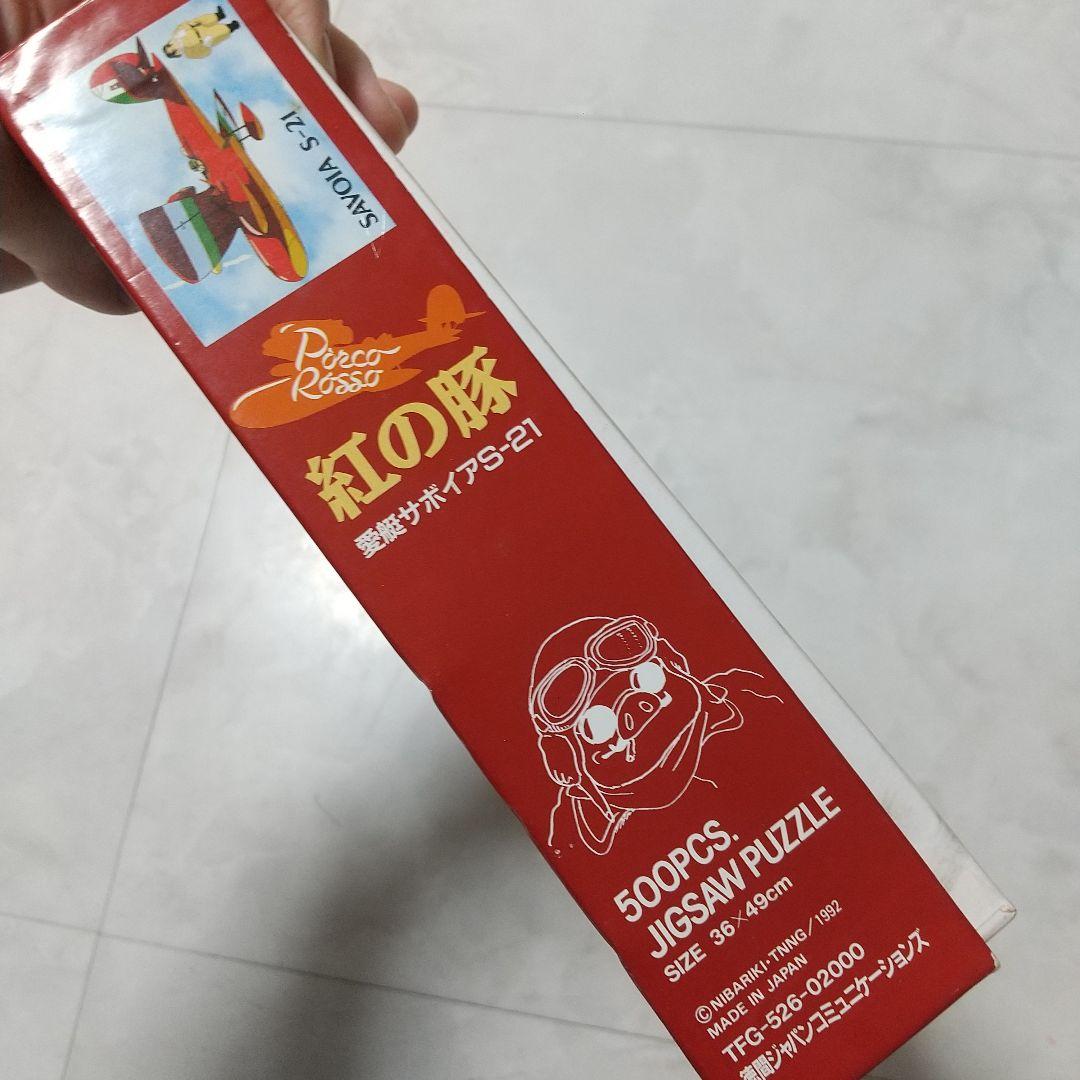 SAVOIA S-21
Porco
Rosso
紅の豚
愛艇サボイアS-21
500PCS.
JIGSAW PUZZLE
SIZE 36×49cm
©NIBARIKI・TNNG/1992
MADE IN JAPAN
TFG-526-02000
徳間ジャパンコミュニケーションズ